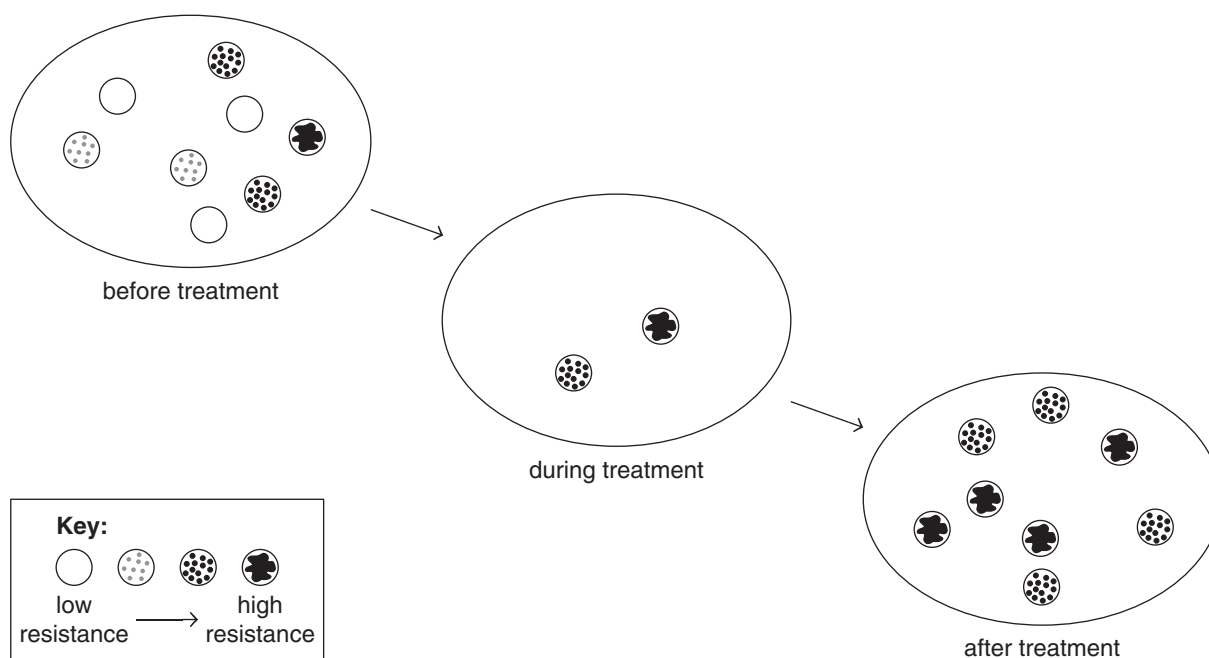 before treatment
during treatment
after treatment
Key:
low
resistance
high
resistance